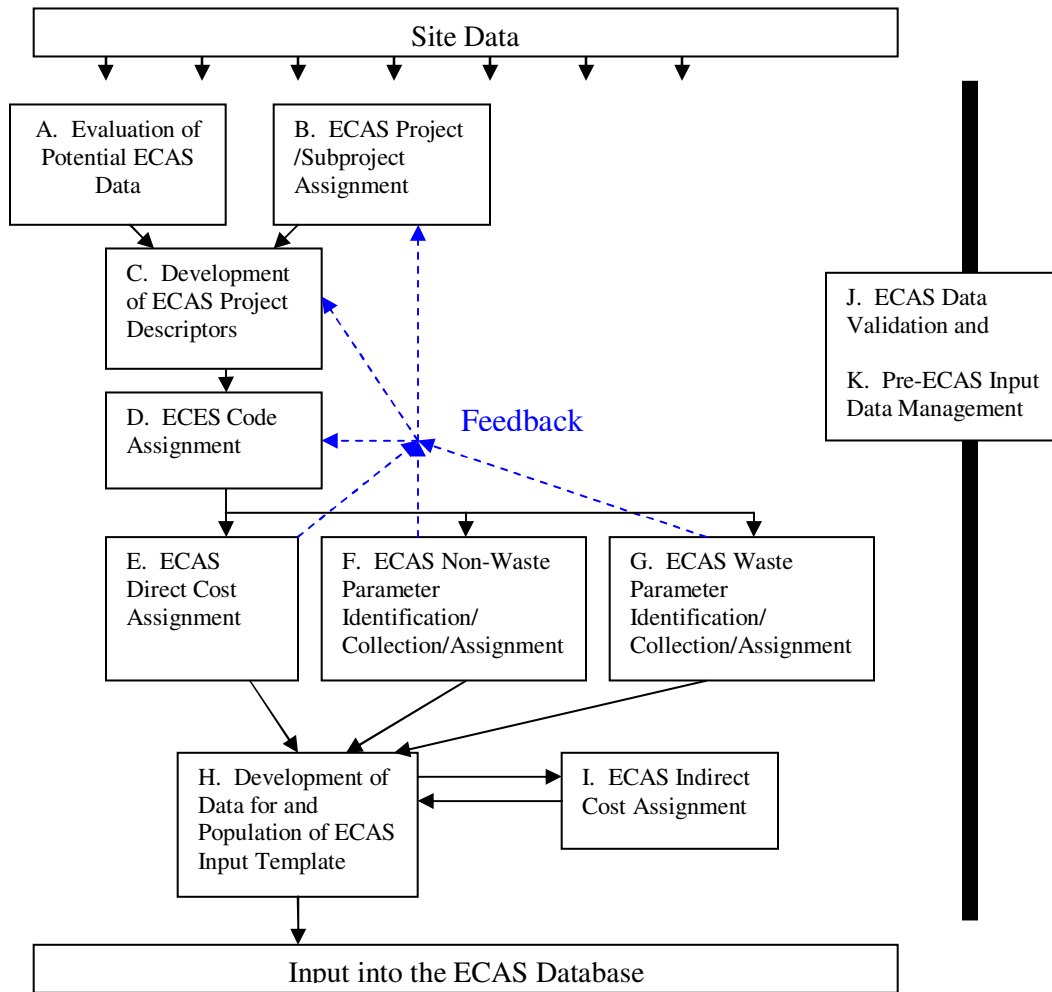 Site Data
A. Evaluation of
Potential ECAS
Data
B. ECAS Project
/Subproject
Assignment
C. Development
of ECAS Project
Descriptors
J. ECAS Data
Validation and
K. Pre-ECAS Input
Data Management
D. ECES Code
Assignment
Feedback
E. ECAS
Direct Cost
Assignment
F. ECAS Non-Waste
Parameter
Identification/
Collection/Assignment
G. ECAS Waste
Parameter
Identification/
Collection/Assignment
H. Development of
Data for and
Population of ECAS
Input Template
I. ECAS Indirect
Cost Assignment
Input into the ECAS Database